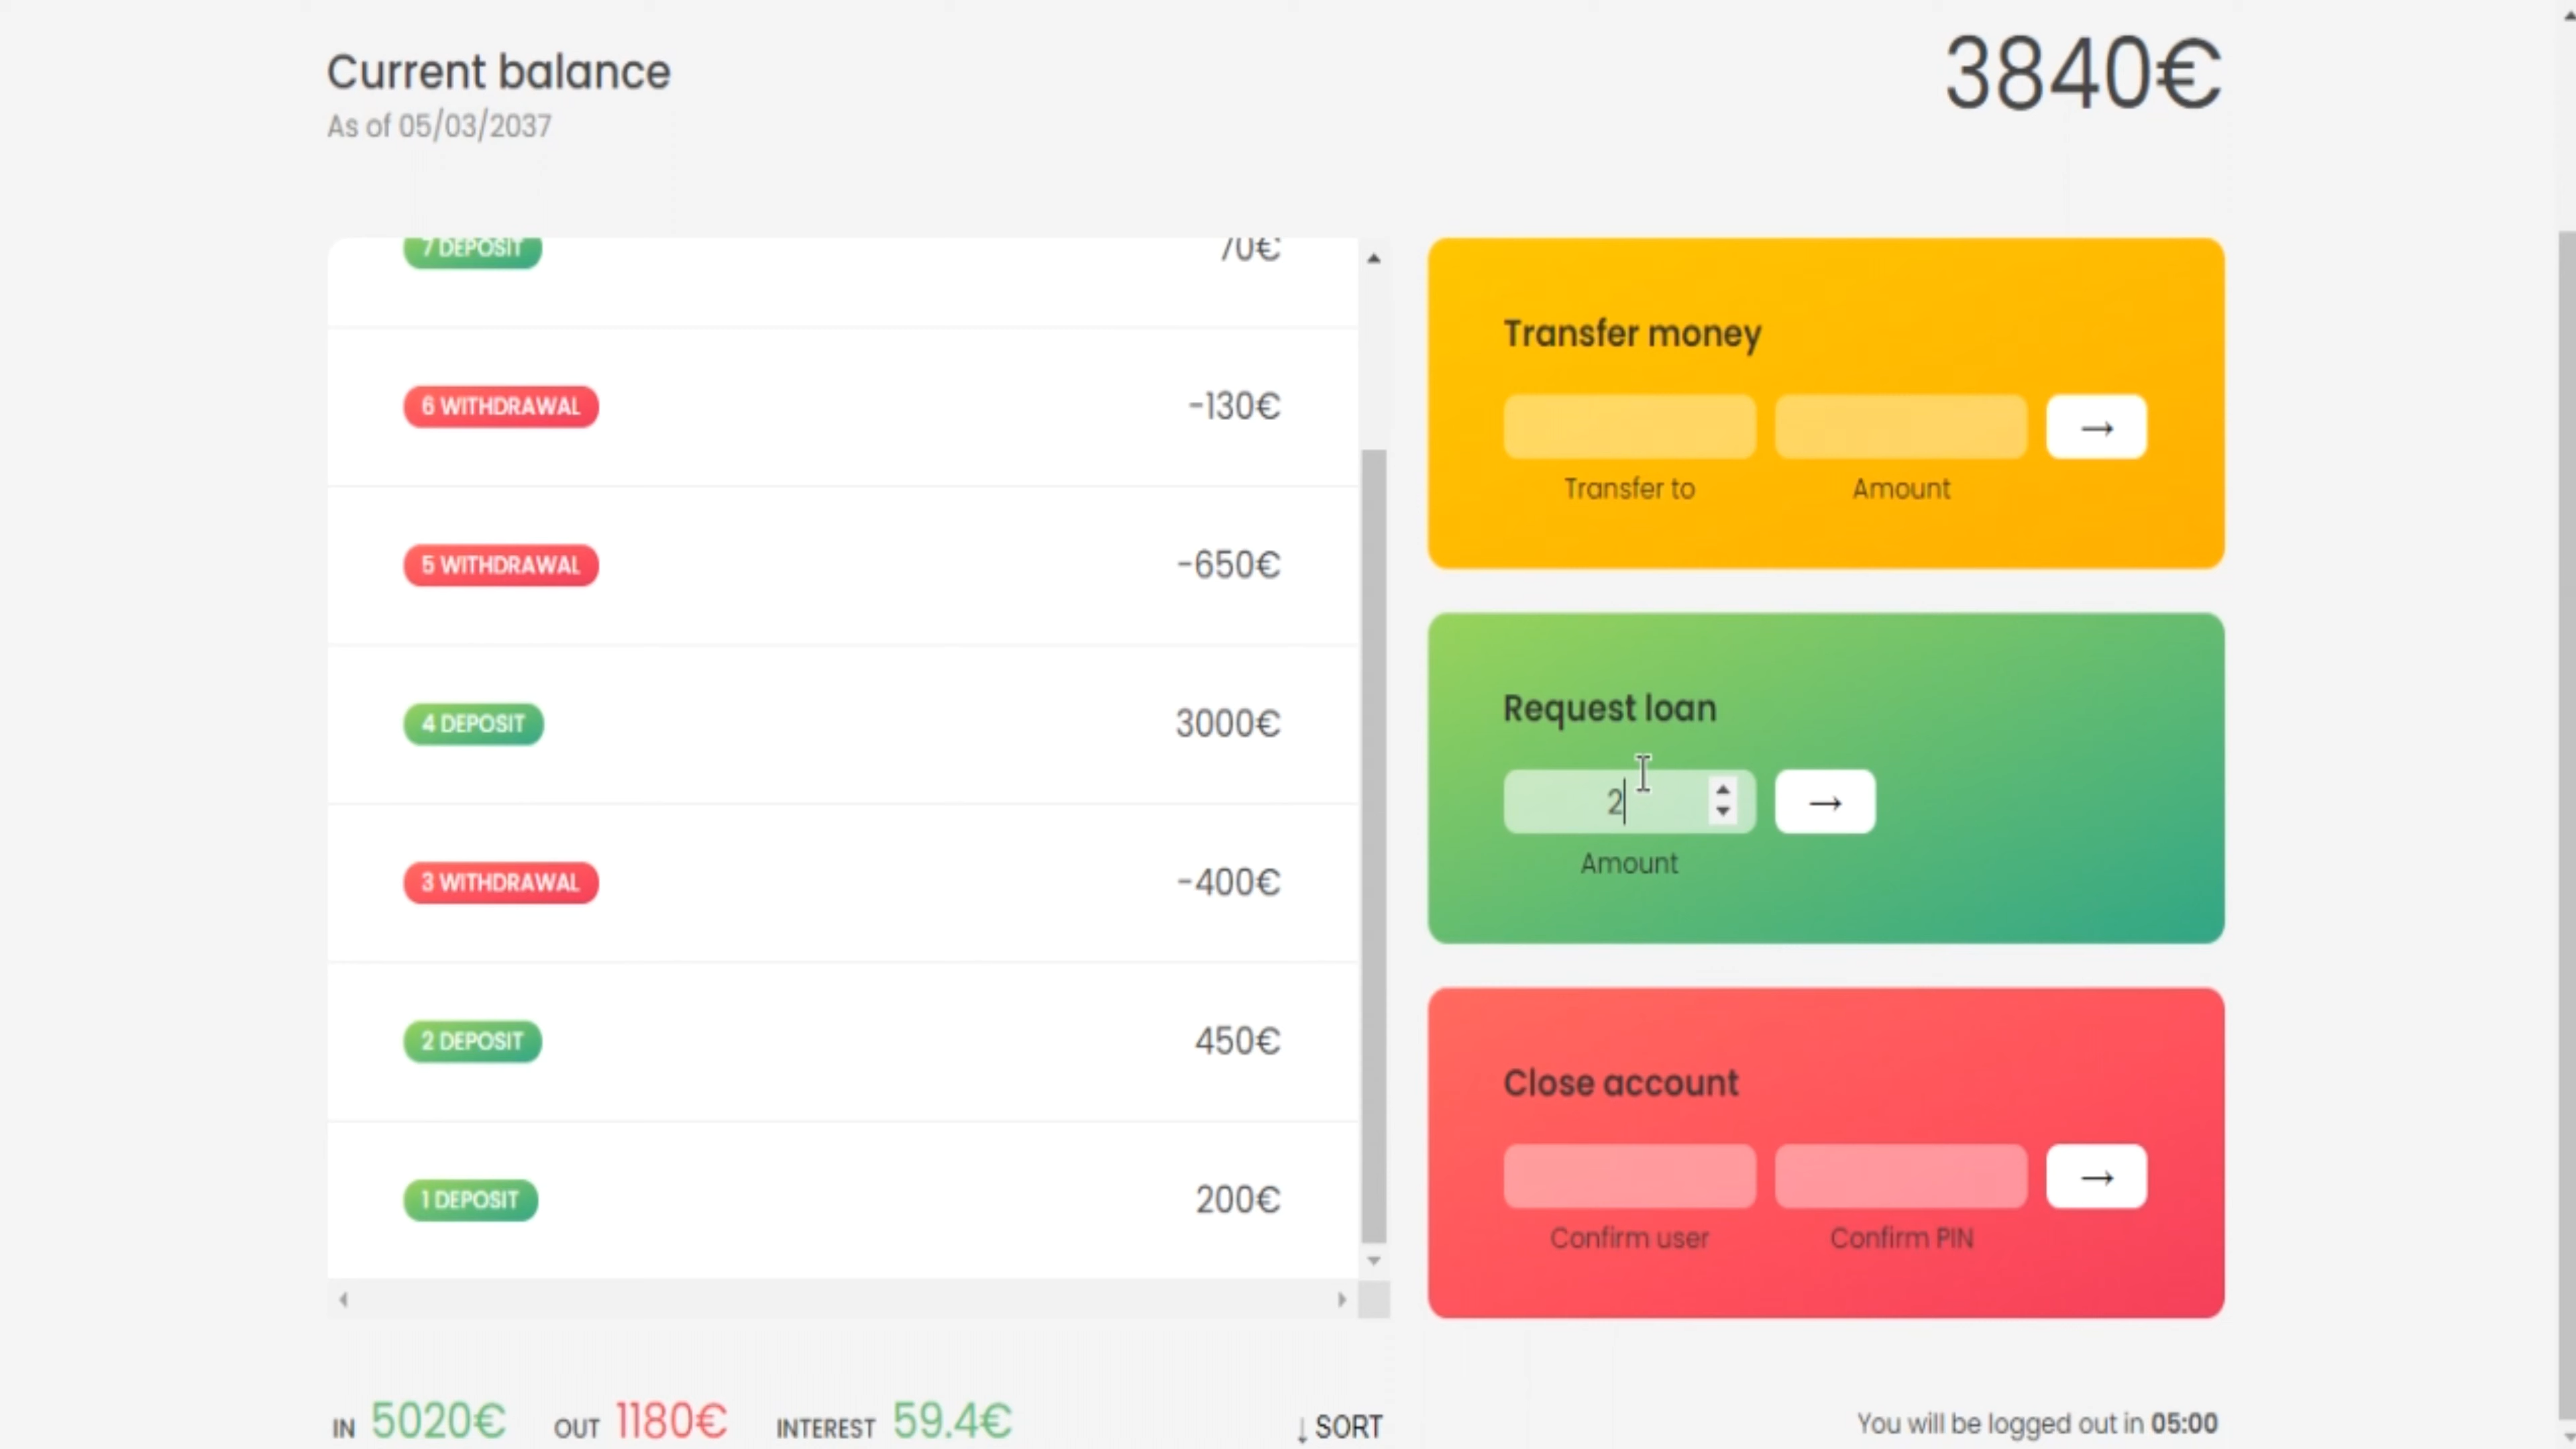 Current balance
3840€
As of 05/03/2037
7 DEPOSIT 70€
6 WITHDRAWAL -130€
5 WITHDRAWAL -650€
4 DEPOSIT 3000€
3 WITHDRAWAL -400€
2 DEPOSIT 450€
1 DEPOSIT 200€
Transfer money
→
Transfer to Amount
Request loan
2 →
Amount
Close account
→
Confirm user Confirm PIN
IN 5020€ OUT 1180€ INTEREST 59.4€ ↓ SORT
You will be logged out in 05:00